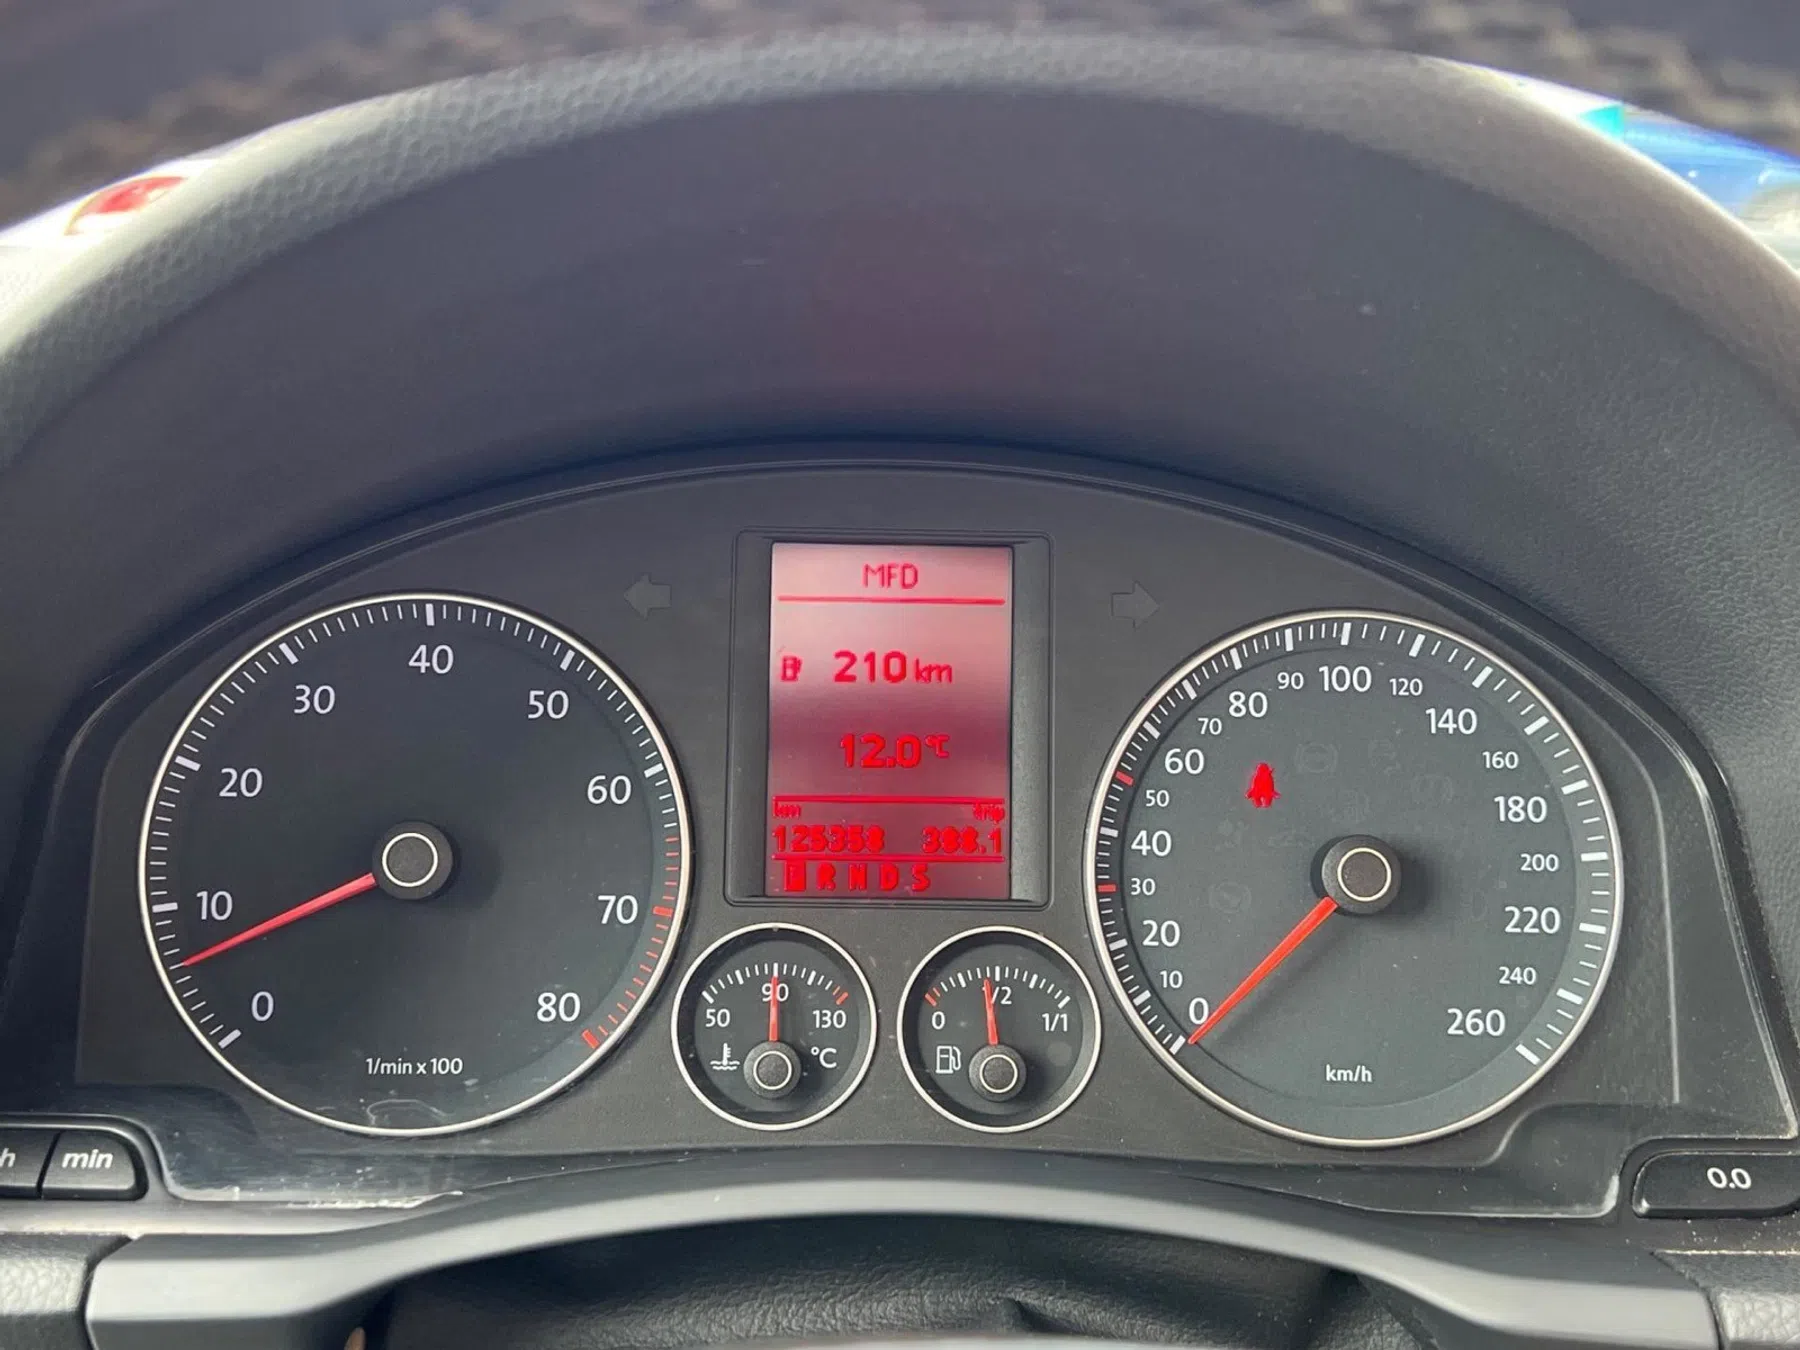 MFD
210 km
12.0°C
km trip
125358 388.1
P R N D S
0 10 20 30 40 50 60 70 80
1/min x 100
50 90 130
°C
0 1/2 1/1
0 10 20 30 40 50 60 70 80 90 100 120 140 160 180 200 220 240 260
km/h
h
min
0.0